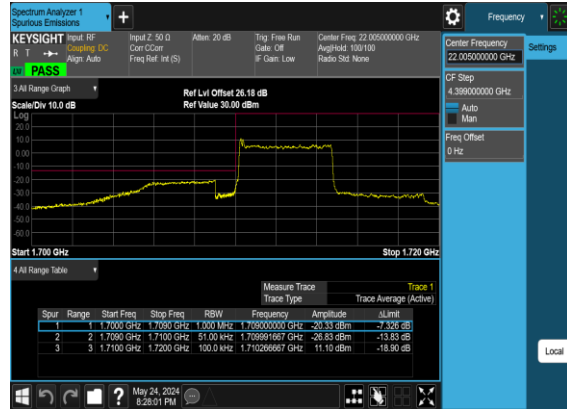 Spectrum Analyzer 1
Spurious Emissions
+
Frequency
KEYSIGHT
Input: RF
Input Z: 50 Ω
Atten: 20 dB
Trig: Free Run
Center Freq: 22.005000000 GHz
R T
Coupling: DC
Corr CCorr
Gate: Off
Avg|Hold: 100/100
Align: Auto
Freq Ref: Int (S)
IF Gain: Low
Radio Std: None
PASS
Center Frequency
22.005000000 GHz
Settings
CF Step
4.399000000 GHz
Auto
Man
Freq Offset
0 Hz
3 All Range Graph
Ref Lvl Offset 26.18 dB
Scale/Div 10.0 dB
Ref Value 30.00 dBm
Log
20.0
10.0
0.00
-10.0
-20.0
-30.0
-40.0
-50.0
-60.0
Start 1.700 GHz
Stop 1.720 GHz
4 All Range Table
Measure Trace
Trace 1
Trace Type
Trace Average (Active)
Spur Range Start Freq Stop Freq RBW Frequency Amplitude ΔLimit
1 1 1.7000 GHz 1.7090 GHz 1.000 MHz 1.709000000 GHz -20.33 dBm -7.326 dB
2 2 1.7090 GHz 1.7100 GHz 51.00 kHz 1.709991667 GHz -26.83 dBm -13.83 dB
3 3 1.7100 GHz 1.7200 GHz 100.0 kHz 1.710266667 GHz 11.10 dBm -18.90 dB
Local
?
May 24, 2024
8:28:01 PM